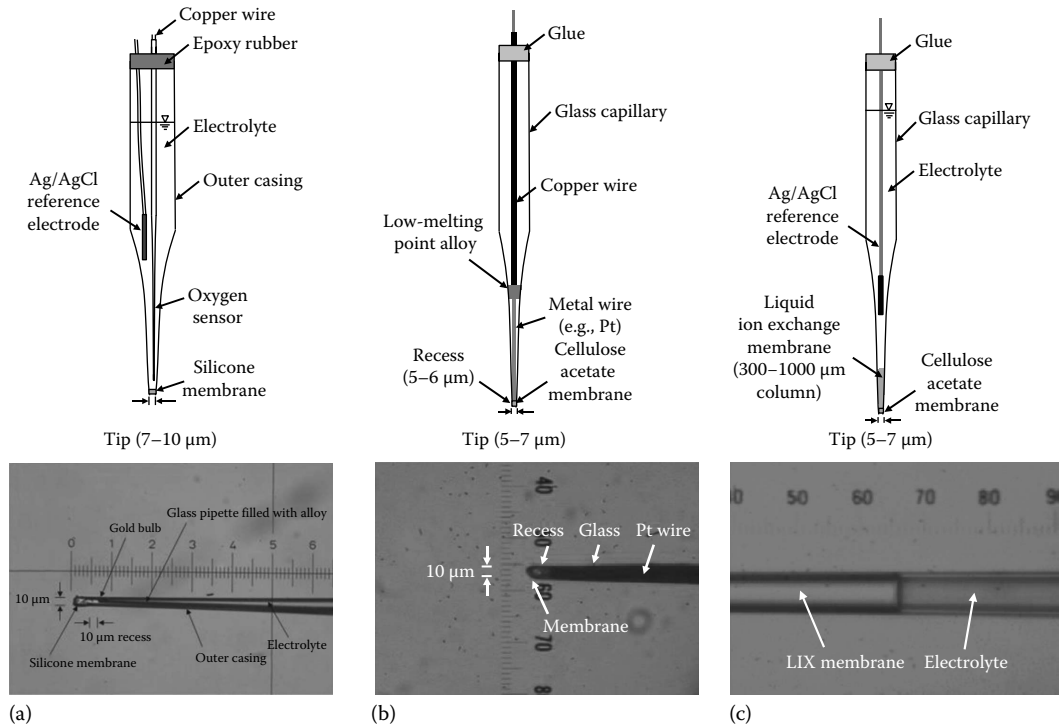 Copper wire
Epoxy rubber
Electrolyte
Ag/AgCl
reference
electrode
Outer casing
Oxygen
sensor
Silicone
membrane
Tip (7–10 μm)
Glue
Glass capillary
Copper wire
Low-melting
point alloy
Metal wire
(e.g., Pt)
Recess
(5–6 μm)
Cellulose
acetate membrane
Tip (5–7 μm)
Glue
Glass capillary
Electrolyte
Ag/AgCl
reference
electrode
Liquid
ion exchange
membrane
(300–1000 μm
column)
Cellulose
acetate
membrane
Tip (5–7 μm)
Glass pipette filled with alloy
Gold bulb
0 1 2 3 4 5 6
10 μm
10 μm recess
Electrolyte
Silicone membrane
Outer casing
(a)
40
Recess Glass Pt wire
10 μm
60
Membrane
70
8
(b)
40 50 60 70 80 90
LIX membrane
Electrolyte
(c)